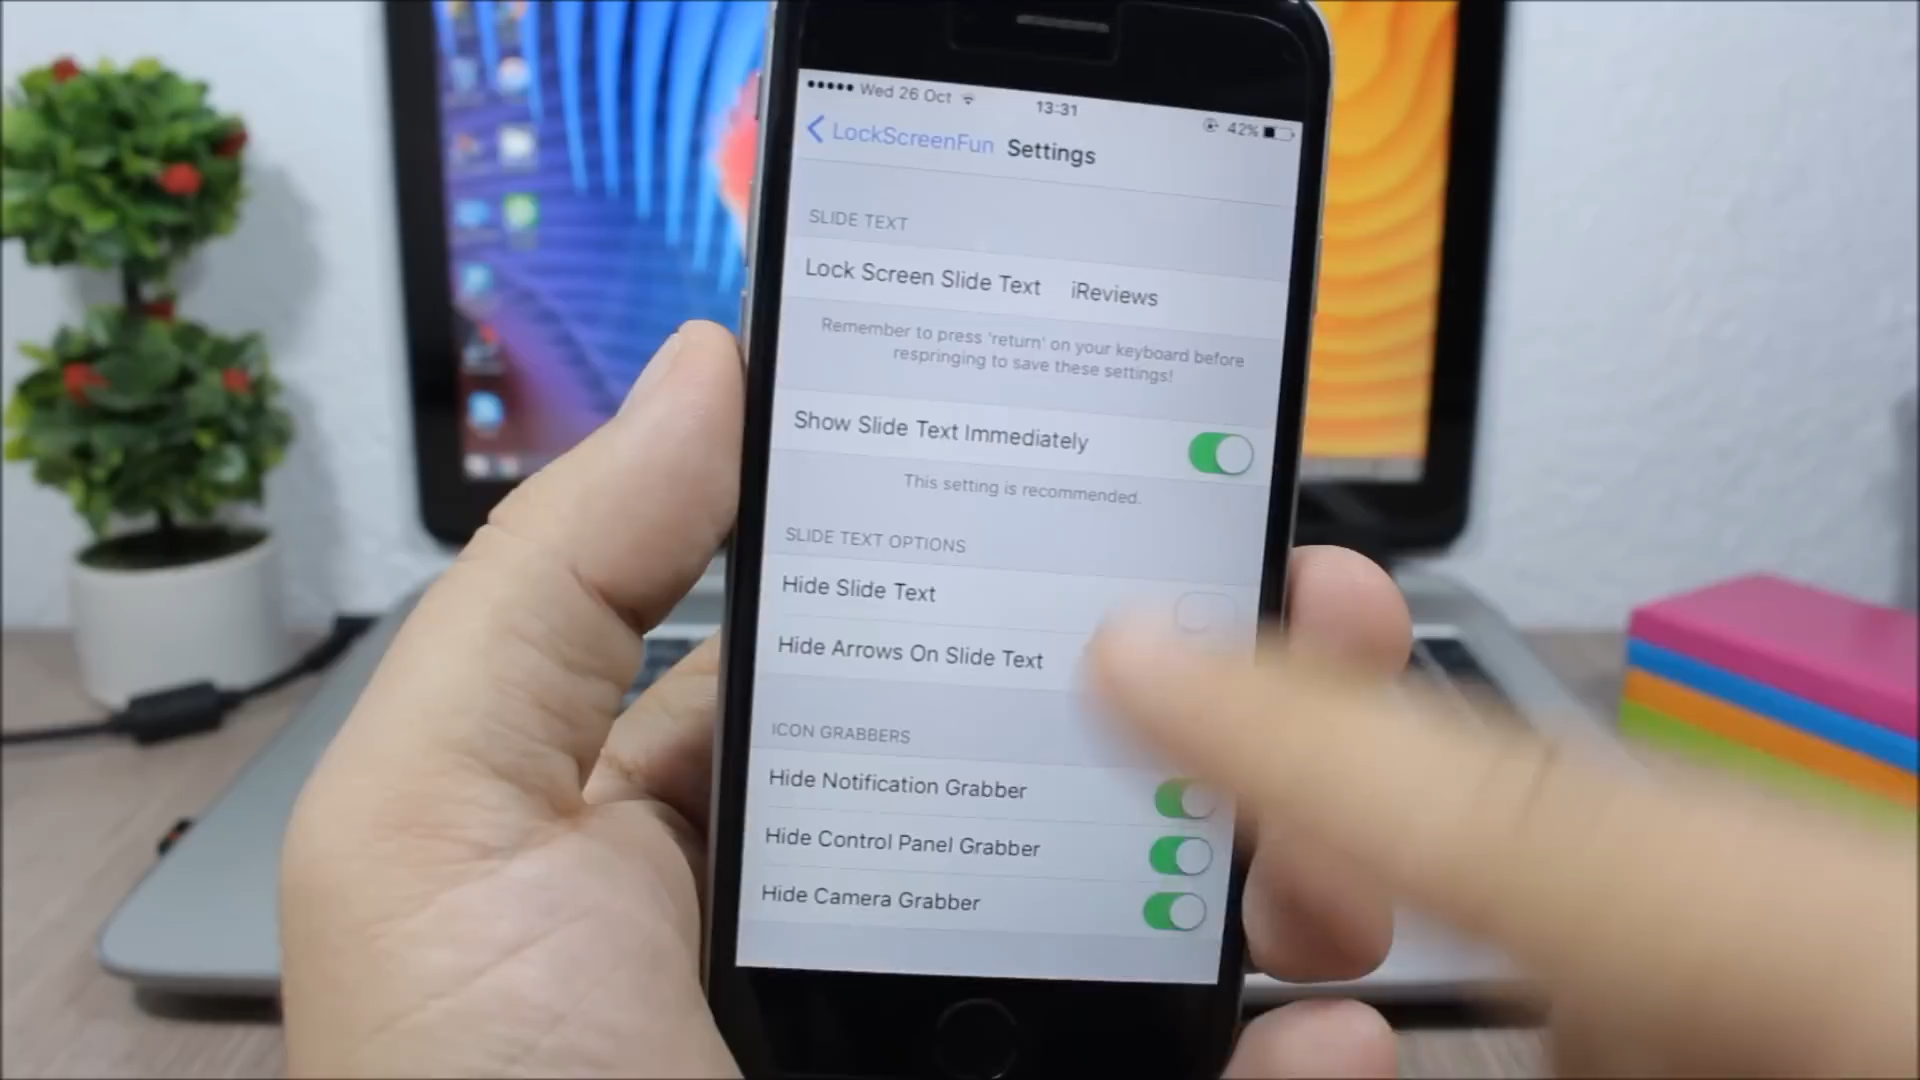 Wed 26 Oct 13:31 42%
LockScreenFun Settings
SLIDE TEXT
Lock Screen Slide Text iReviews
Remember to press 'return' on your keyboard before
respringing to save these settings!
Show Slide Text Immediately
This setting is recommended.
SLIDE TEXT OPTIONS
Hide Slide Text
Hide Arrows On Slide Text
ICON GRABBERS
Hide Notification Grabber
Hide Control Panel Grabber
Hide Camera Grabber